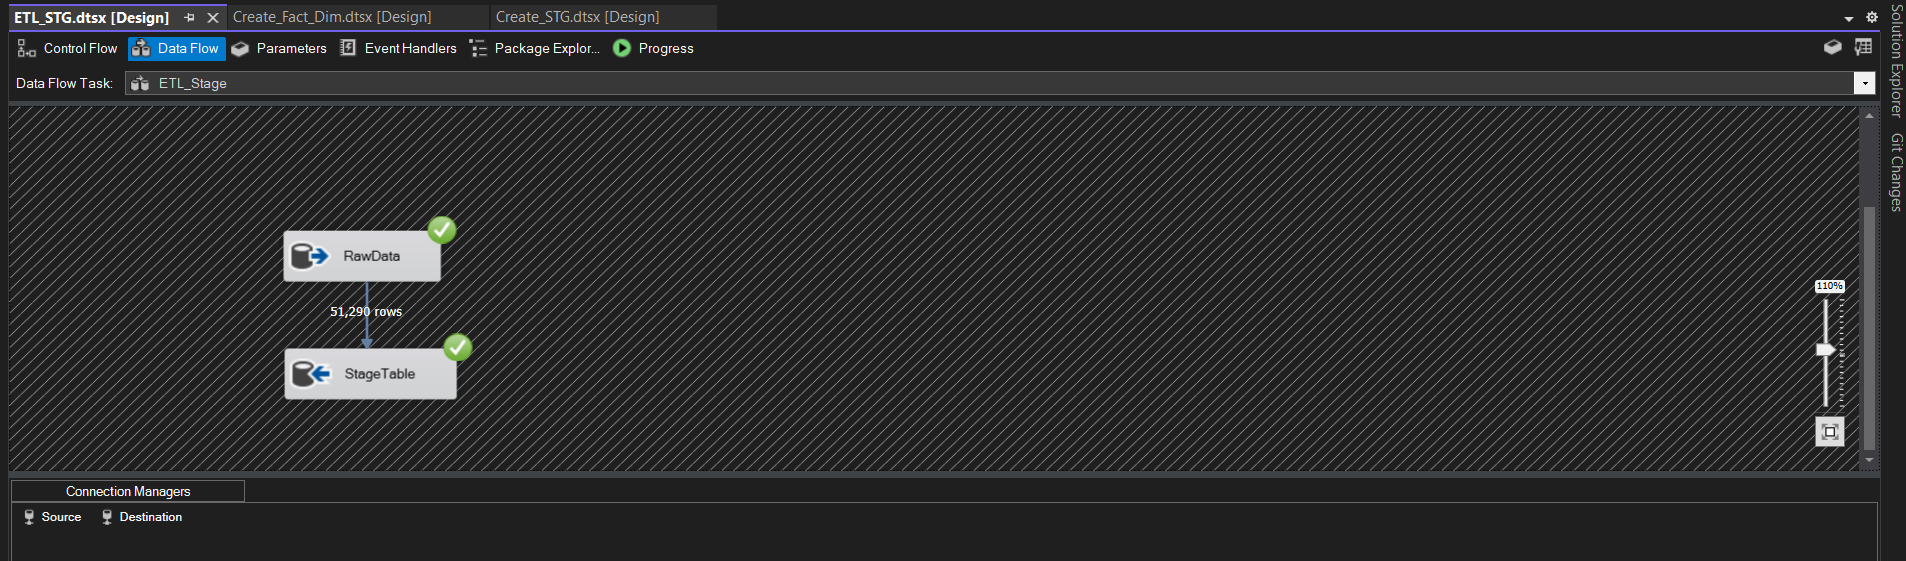 ETL_STG.dtsx [Design] Create_Fact_Dim.dtsx [Design] Create_STG.dtsx [Design]
Control Flow Data Flow Parameters Event Handlers Package Explor... Progress
Data Flow Task: ETL_Stage
RawData
51,290 rows
StageTable
110%
Connection Managers
Source Destination
Solution Explorer
Git Changes